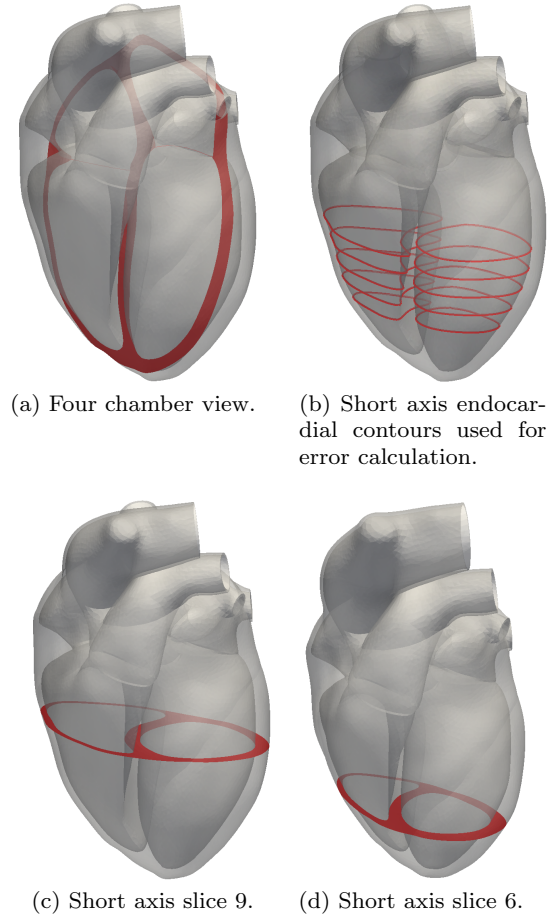 (a) Four chamber view.
(b) Short axis endocar-
dial contours used for
error calculation.
(c) Short axis slice 9.
(d) Short axis slice 6.